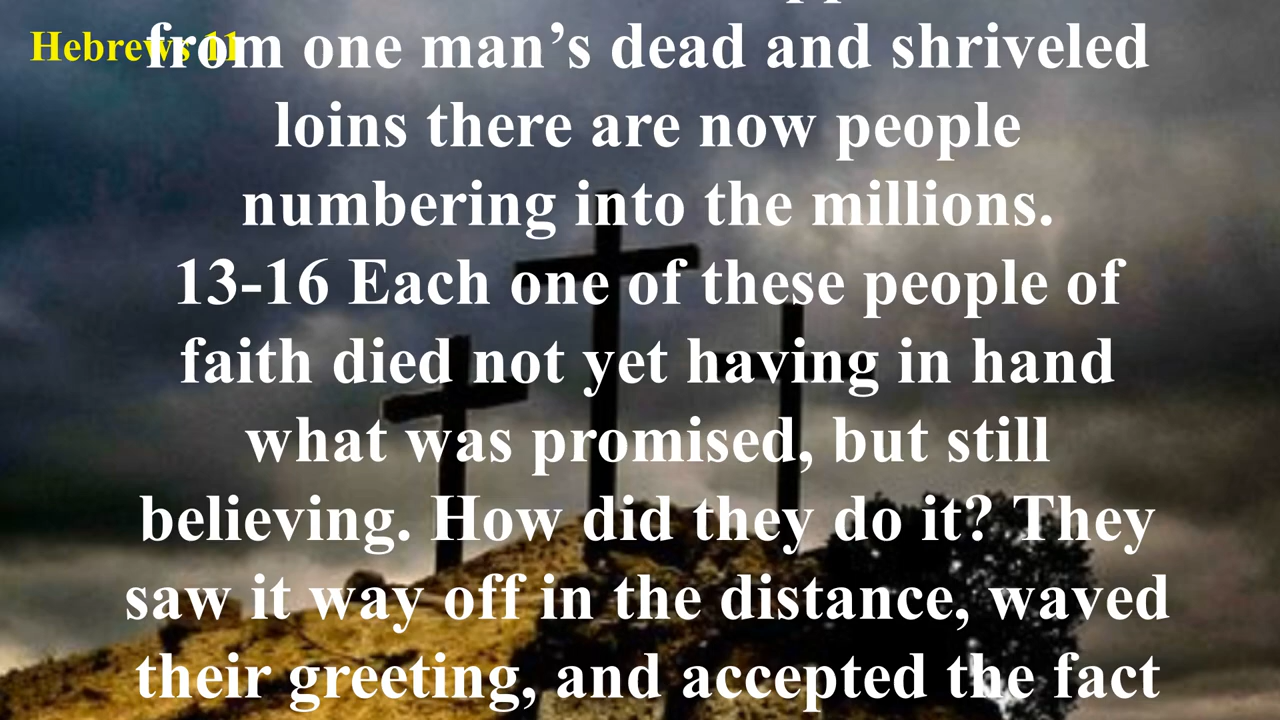 Hebrews 11
from one man’s dead and shriveled
loins there are now people
numbering into the millions.
13-16 Each one of these people of
faith died not yet having in hand
what was promised, but still
believing. How did they do it? They
saw it way off in the distance, waved
their greeting, and accepted the fact